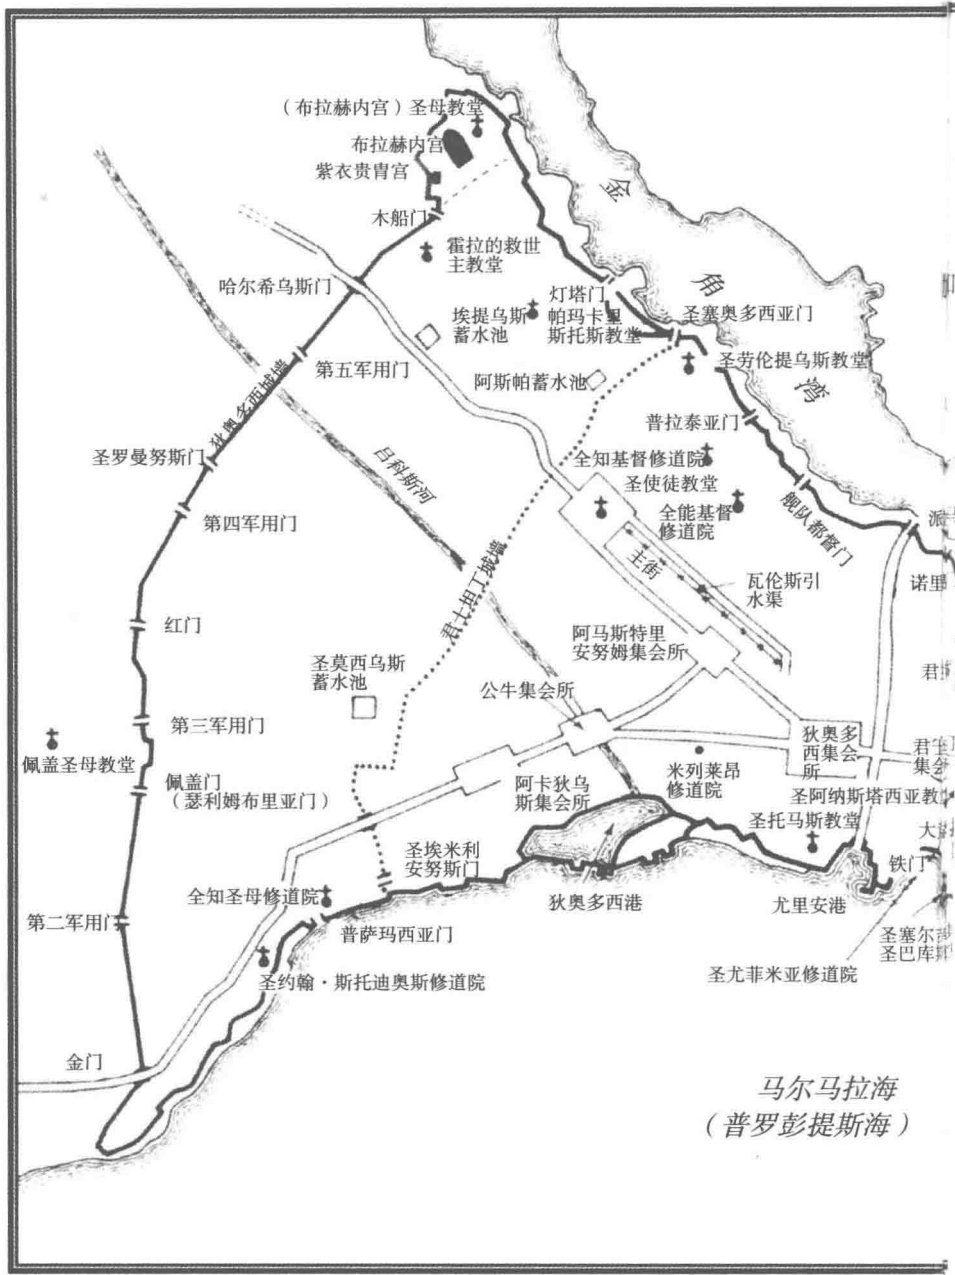 （布拉赫内宫）圣母教堂
布拉赫内宫
紫衣贵胄宫
金
木船门
霍拉的救世
主教堂
角
哈尔希乌斯门
灯塔门
埃提乌斯
蓄水池
帕玛卡里
斯托斯教堂
圣塞奥多西亚门
第五军用门
圣劳伦提乌斯教堂
阿斯帕蓄水池
湾
狄奥多西城墙
普拉泰亚门
圣罗曼努斯门
吕科斯河
全知基督修道院
圣使徒教堂
全能基督
修道院
舰队都督门
第四军用门
派
诺里
主街
瓦伦斯引
水渠
君士坦丁城墙
红门
阿马斯特里
安努姆集会所
圣莫西乌斯
蓄水池
君
公牛集会所
第三军用门
狄奥多
西集会
所
君士
集会
佩盖圣母教堂
佩盖门
（瑟利姆布里亚门）
阿卡狄乌
斯集会所
米列莱昂
修道院
圣阿纳斯塔西亚教
圣托马斯教堂
大
圣埃米利
安努斯门
铁门
全知圣母修道院
狄奥多西港
尤里安港
第二军用门
普萨玛西亚门
圣塞尔
圣巴库斯
圣约翰·斯托迪奥斯修道院
圣尤菲米亚修道院
金门
马尔马拉海
（普罗彭提斯海）